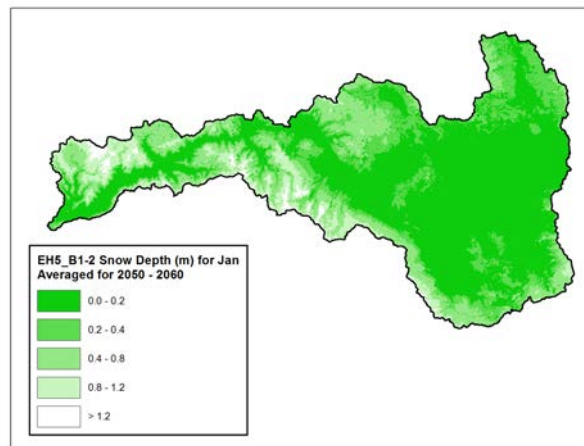 EH5_B1-2 Snow Depth (m) for Jan
Averaged for 2050 - 2060
0.0 - 0.2
0.2 - 0.4
0.4 - 0.8
0.8 - 1.2
> 1.2